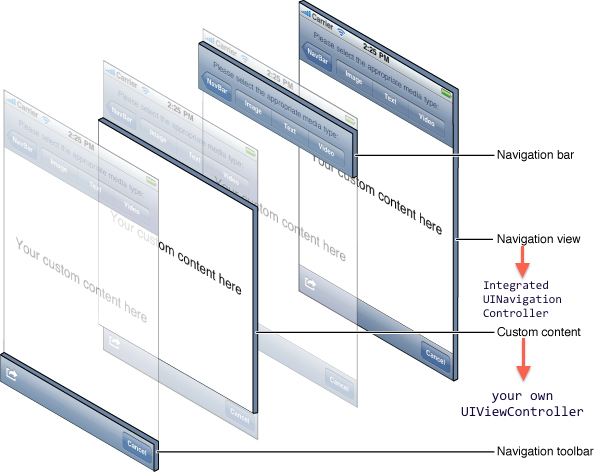 Carrier
2:25 PM
Please select the appropriate media type:
NavBar
Image
Text
Video
Your custom content here
Cancel
Carrier
2:25 PM
Please select the appropriate media type:
NavBar
Image
Text
Video
Carrier
2:25 PM
Please select the appropriate media type:
NavBar
Image
Text
Video
Your custom content here
Cancel
Carrier
2:25 PM
Please select the appropriate media type:
NavBar
Image
Text
Video
Your custom content here
Cancel
Your custom content here
Cancel
Navigation bar
Navigation view
Integrated
UINavigation
Controller
Custom content
your own
UIViewController
Navigation toolbar